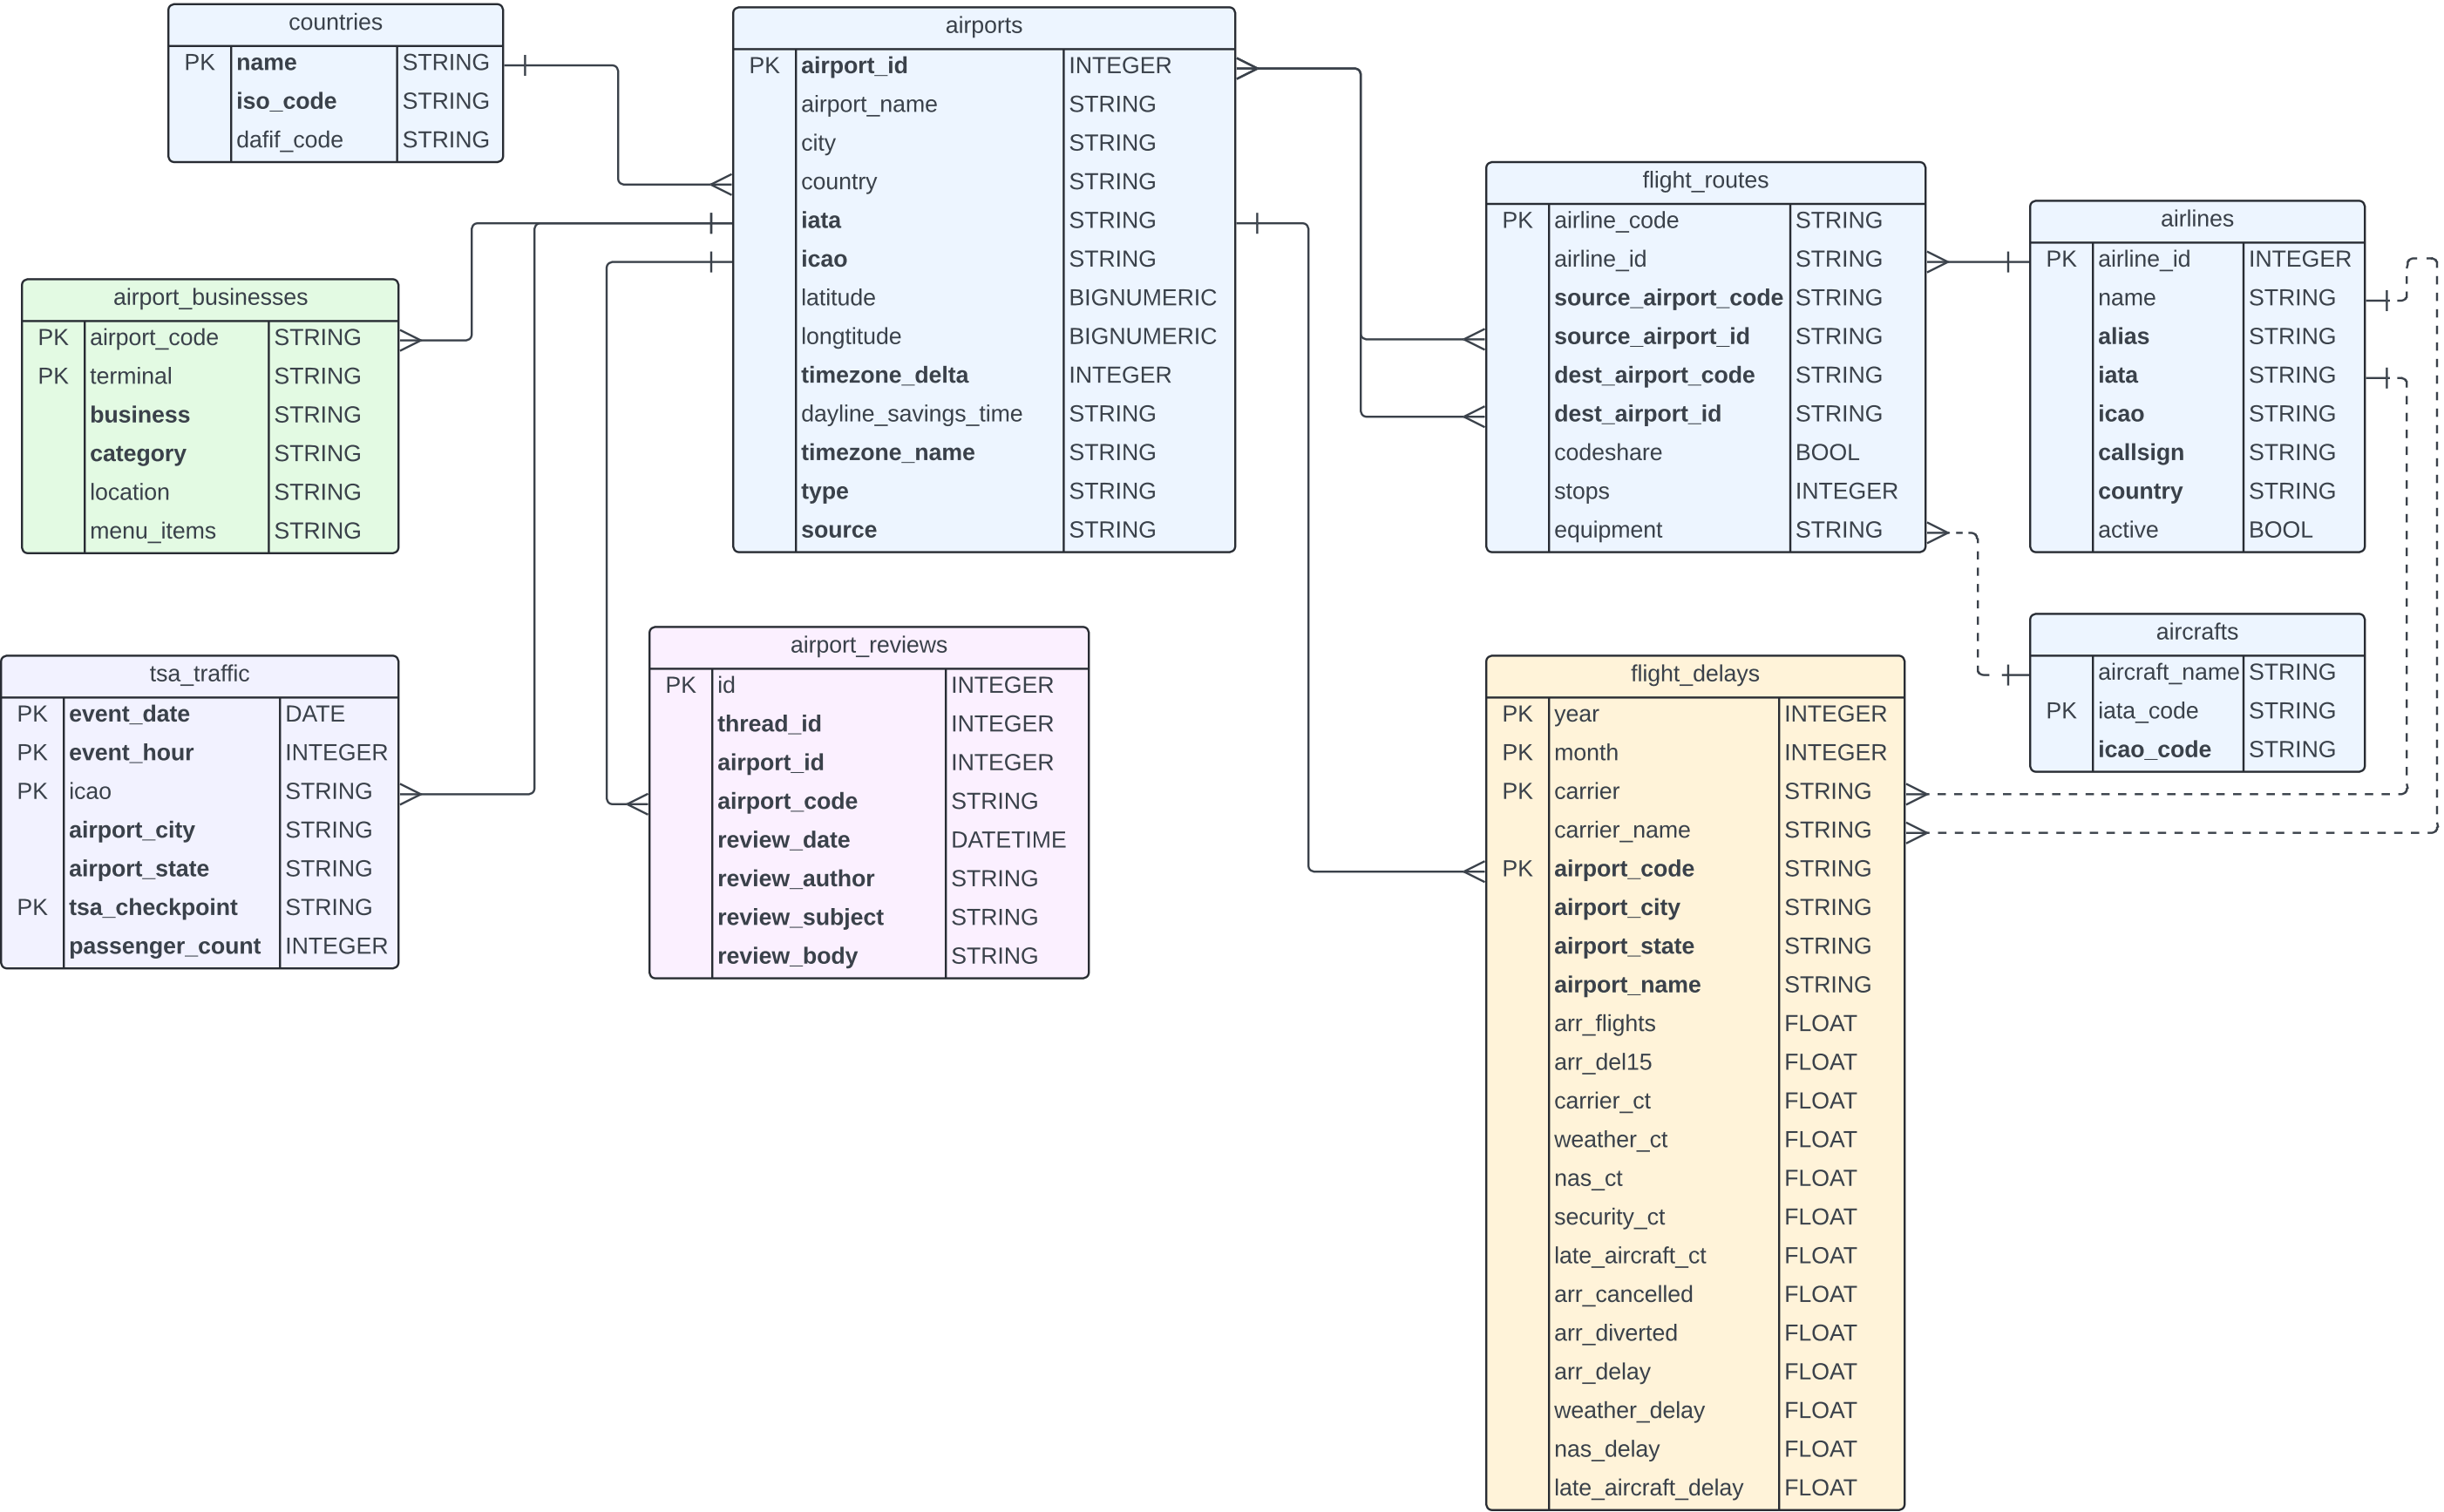 countries
PK name STRING
iso_code STRING
dafif_code STRING
airports
PK airport_id INTEGER
airport_name STRING
city STRING
country STRING
iata STRING
icao STRING
latitude BIGNUMERIC
longtitude BIGNUMERIC
timezone_delta INTEGER
dayline_savings_time STRING
timezone_name STRING
type STRING
source STRING
flight_routes
PK airline_code STRING
airline_id STRING
source_airport_code STRING
source_airport_id STRING
dest_airport_code STRING
dest_airport_id STRING
codeshare BOOL
stops INTEGER
equipment STRING
airlines
PK airline_id INTEGER
name STRING
alias STRING
iata STRING
icao STRING
callsign STRING
country STRING
active BOOL
airport_businesses
PK airport_code STRING
PK terminal STRING
business STRING
category STRING
location STRING
menu_items STRING
tsa_traffic
PK event_date DATE
PK event_hour INTEGER
PK icao STRING
airport_city STRING
airport_state STRING
PK tsa_checkpoint STRING
passenger_count INTEGER
airport_reviews
PK id INTEGER
thread_id INTEGER
airport_id INTEGER
airport_code STRING
review_date DATETIME
review_author STRING
review_subject STRING
review_body STRING
flight_delays
PK year INTEGER
PK month INTEGER
PK carrier STRING
carrier_name STRING
PK airport_code STRING
airport_city STRING
airport_state STRING
airport_name STRING
arr_flights FLOAT
arr_del15 FLOAT
carrier_ct FLOAT
weather_ct FLOAT
nas_ct FLOAT
security_ct FLOAT
late_aircraft_ct FLOAT
arr_cancelled FLOAT
arr_diverted FLOAT
arr_delay FLOAT
weather_delay FLOAT
nas_delay FLOAT
late_aircraft_delay FLOAT
aircrafts
aircraft_name STRING
PK iata_code STRING
icao_code STRING